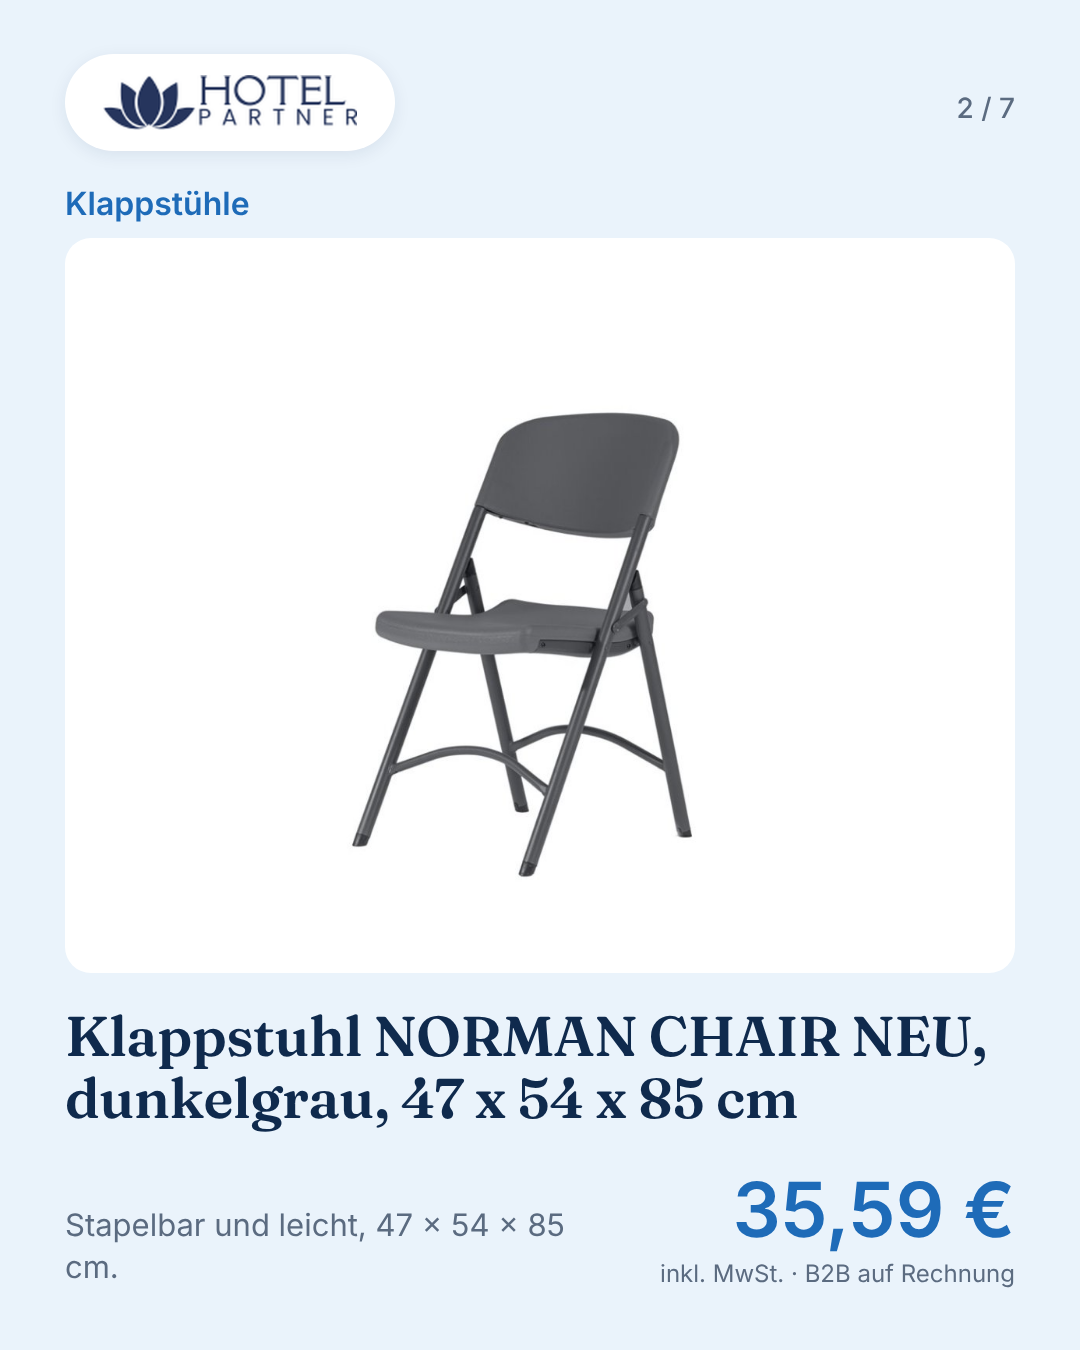 HOTEL
PARTNER
2 / 7
Klappstühle
Klappstuhl NORMAN CHAIR NEU,
dunkelgrau, 47 x 54 x 85 cm
Stapelbar und leicht, 47 × 54 × 85
cm.
35,59 €
inkl. MwSt. · B2B auf Rechnung